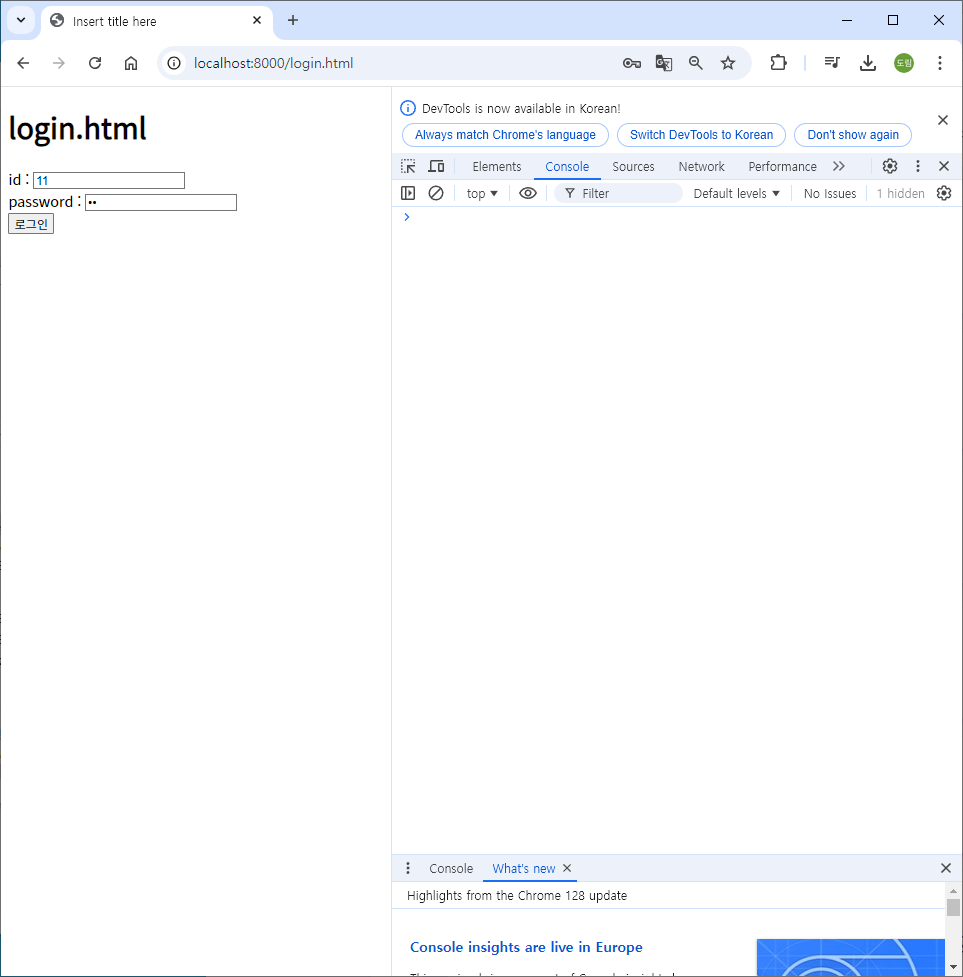 Insert title here
localhost:8000/login.html
도림
login.html
id : 11
password : ••
로그인
DevTools is now available in Korean!
Always match Chrome's language Switch DevTools to Korean Don't show again
Elements Console Sources Network Performance
top Filter Default levels No Issues 1 hidden
Console What's new
Highlights from the Chrome 128 update
Console insights are live in Europe